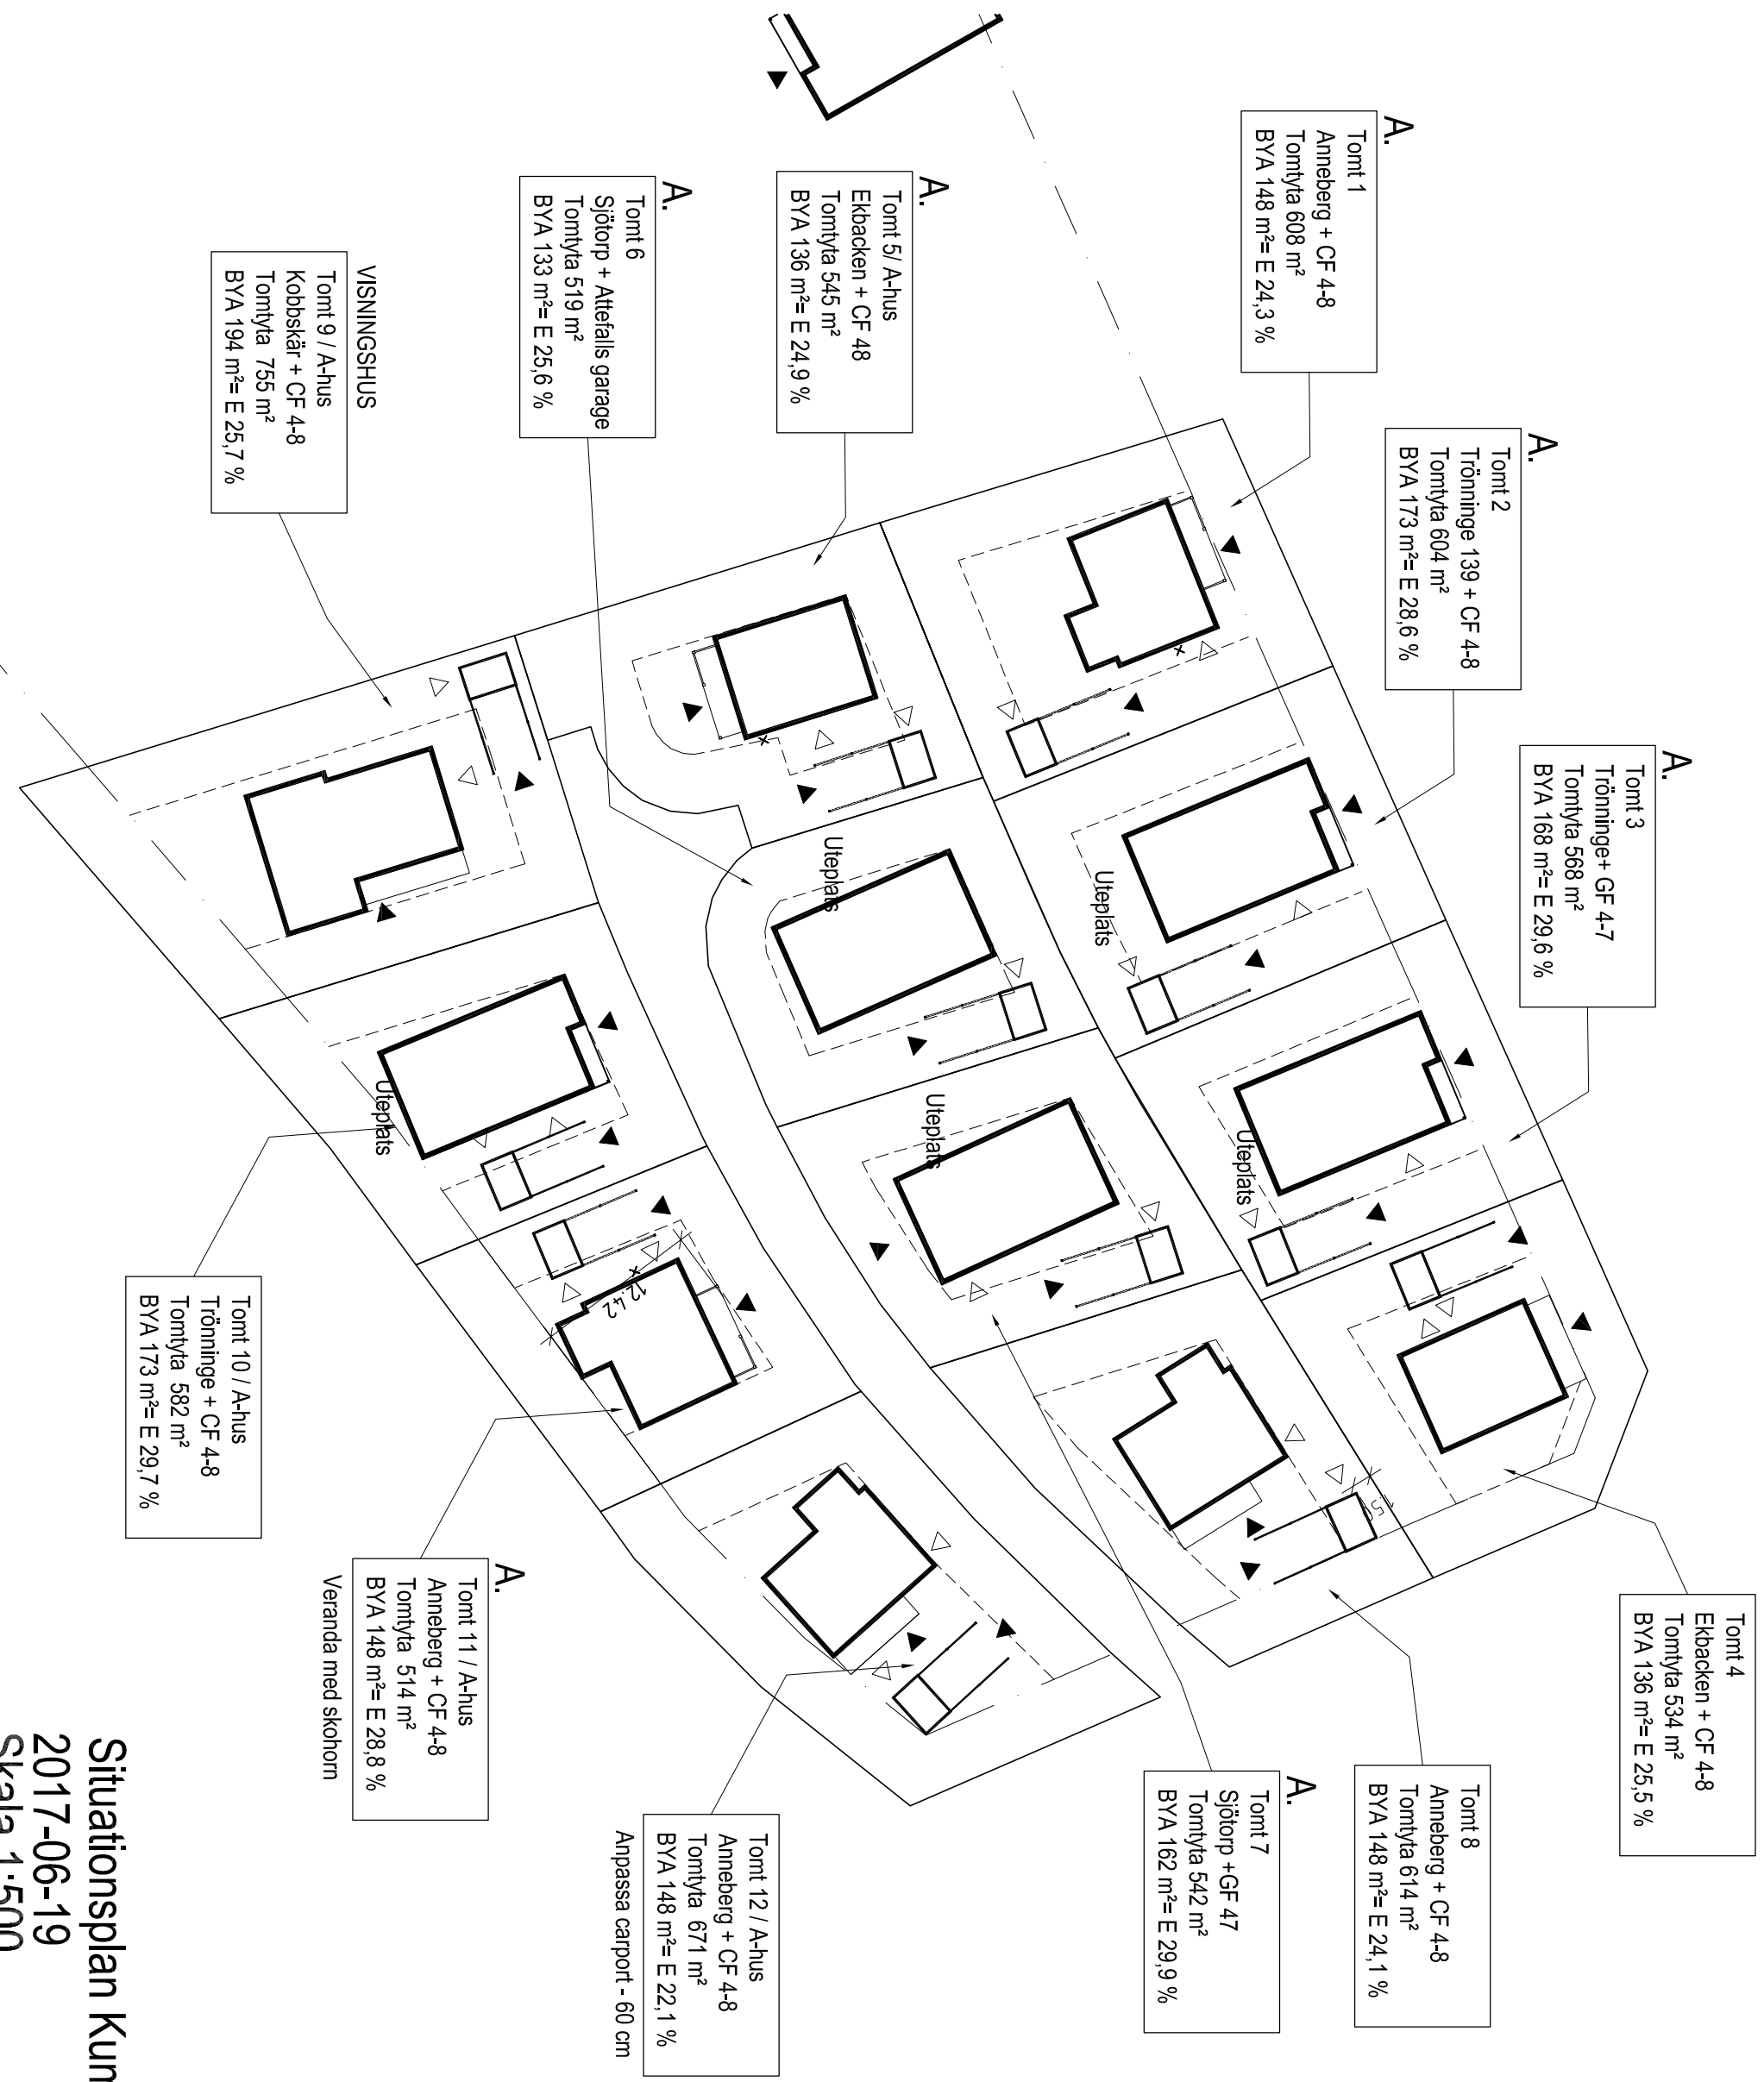 A.
Tomt 1
Anneberg + CF 4-8
Tomtyta 608 m²
BYA 148 m²= E 24,3 %
A.
Tomt 2
Trönninge 139 + CF 4-8
Tomtyta 604 m²
BYA 173 m²= E 28,6 %
A.
Tomt 3
Trönninge+ GF 4-7
Tomtyta 568 m²
BYA 168 m²= E 29,6 %
Tomt 4
Ekbacken + CF 4-8
Tomtyta 534 m²
BYA 136 m²= E 25,5 %
A.
Tomt 5/ A-hus
Ekbacken + CF 48
Tomtyta 545 m²
BYA 136 m²= E 24,9 %
A.
Tomt 6
Sjötorp + Attefalls garage
Tomtyta 519 m²
BYA 133 m²= E 25,6 %
A.
Tomt 7
Sjötorp +GF 47
Tomtyta 542 m²
BYA 162 m²= E 29,9 %
Tomt 8
Anneberg + CF 4-8
Tomtyta 614 m²
BYA 148 m²= E 24,1 %
VISNINGSHUS
Tomt 9 / A-hus
Kobbskär + CF 4-8
Tomtyta 755 m²
BYA 194 m²= E 25,7 %
Tomt 10 / A-hus
Trönninge + CF 4-8
Tomtyta 582 m²
BYA 173 m²= E 29,7 %
A.
Tomt 11 / A-hus
Anneberg + CF 4-8
Tomtyta 514 m²
BYA 148 m²= E 28,8 %
Veranda med skohorn
Tomt 12 / A-hus
Anneberg + CF 4-8
Tomtyta 671 m²
BYA 148 m²= E 22,1 %
Anpassa carport - 60 cm
Uteplats
Uteplats
Uteplats
Uteplats
Uteplats
12.42
Situationsplan Kun
2017-06-19
Skala 1:500